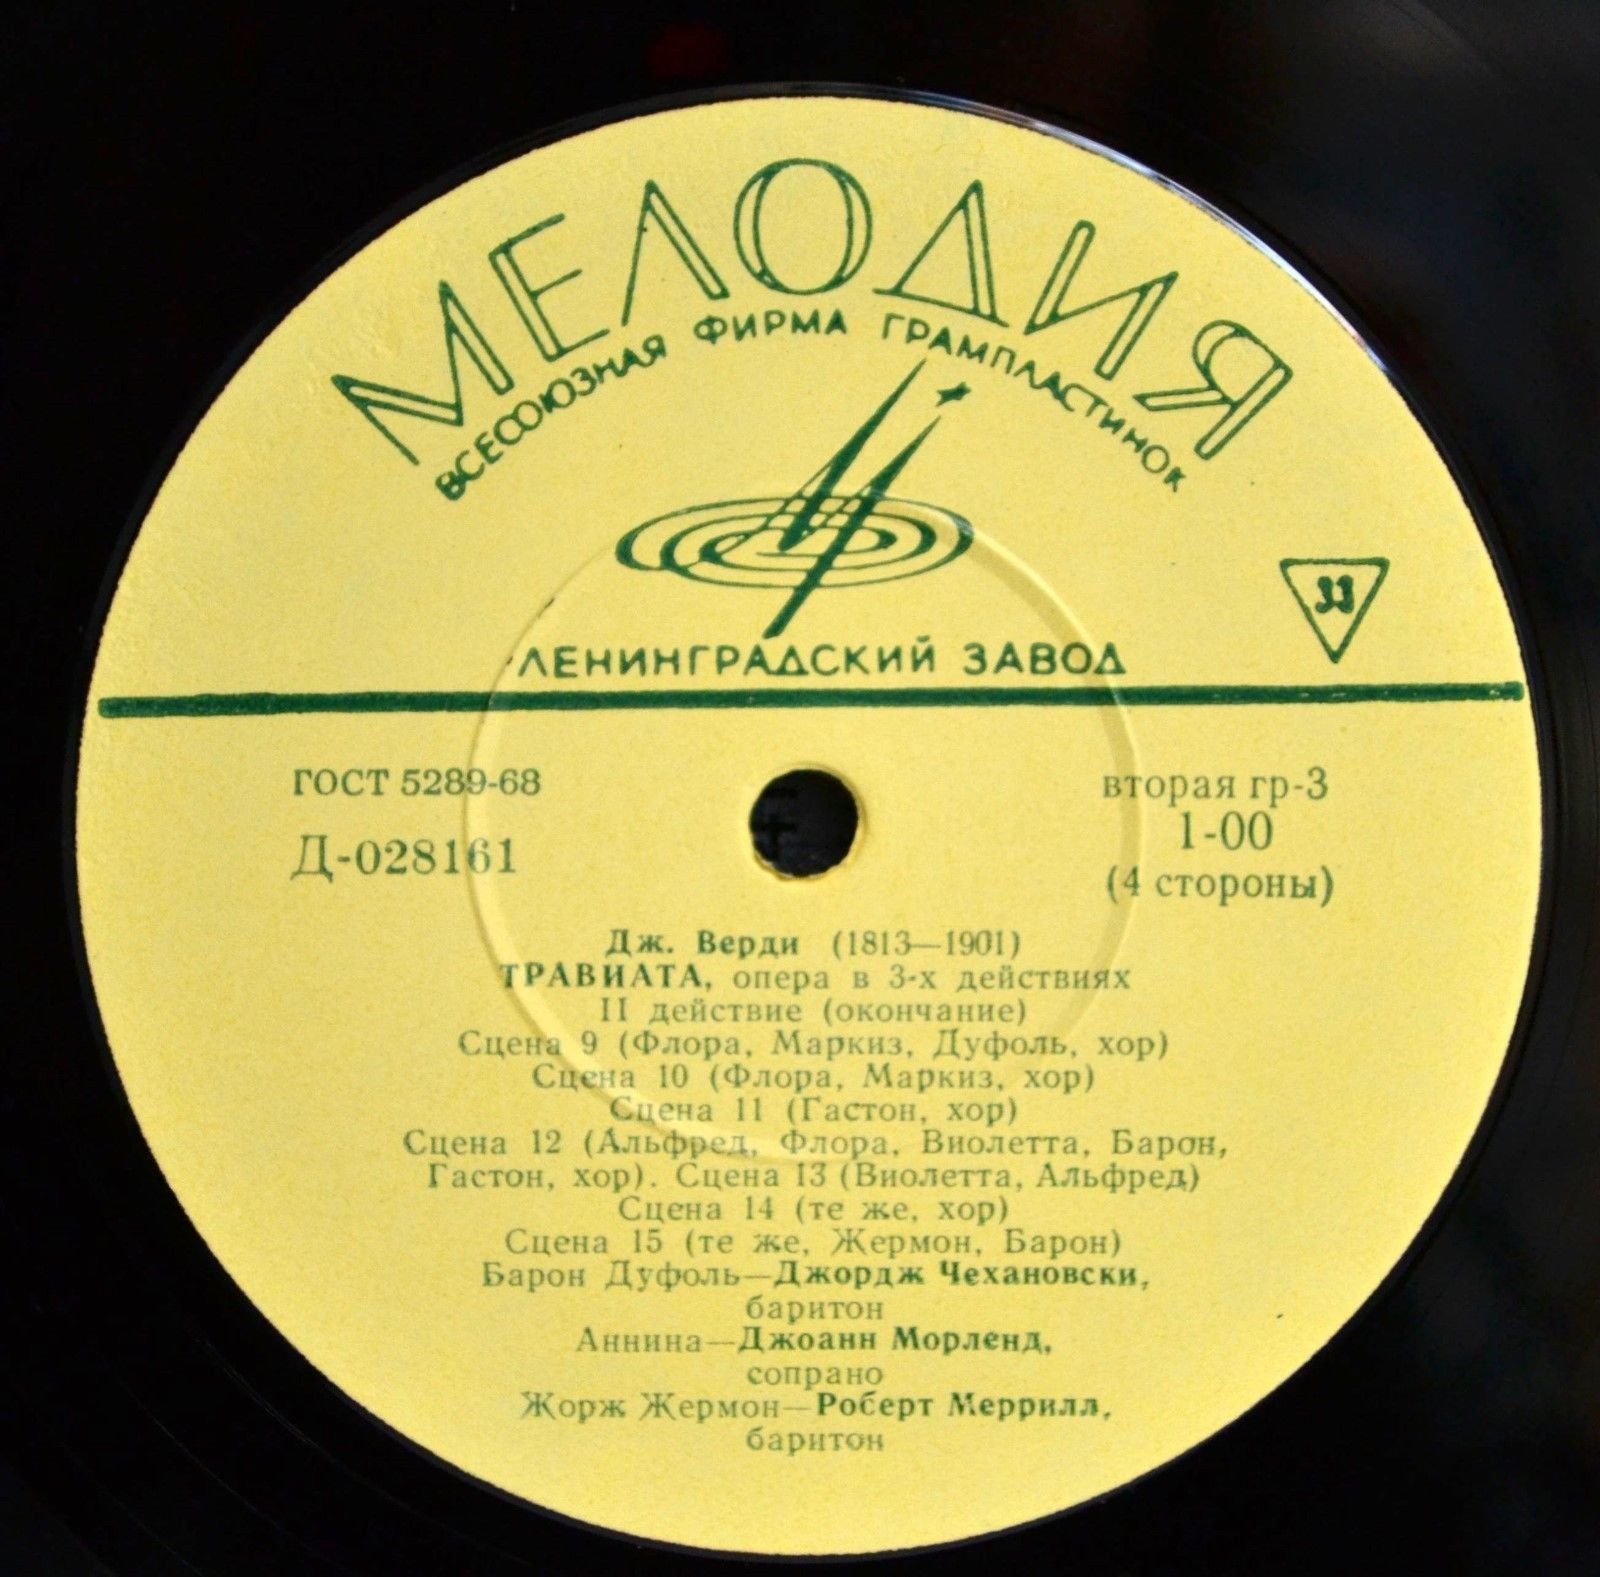 МЕЛОДИЯ
ВСЕСОЮЗНАЯ ФИРМА ГРАМПЛАСТИНОК
33
ЛЕНИНГРАДСКИЙ ЗАВОД
ГОСТ 5289-68
вторая гр-3
Д-028161
1-00
(4 стороны)
Дж. Верди (1813—1901)
ТРАВИАТА, опера в 3-х действиях
II действие (окончание)
Сцена 9 (Флора, Маркиз, Дуфоль, хор)
Сцена 10 (Флора, Маркиз, хор)
Сцена 11 (Гастон, хор)
Сцена 12 (Альфред, Флора, Виолетта, Барон,
Гастон, хор). Сцена 13 (Виолетта, Альфред)
Сцена 14 (те же, хор)
Сцена 15 (те же, Жермон, Барон)
Барон Дуфоль—Джордж Чехановски,
баритон
Аннина—Джоанн Морленд,
сопрано
Жорж Жермон—Роберт Меррилл,
баритон